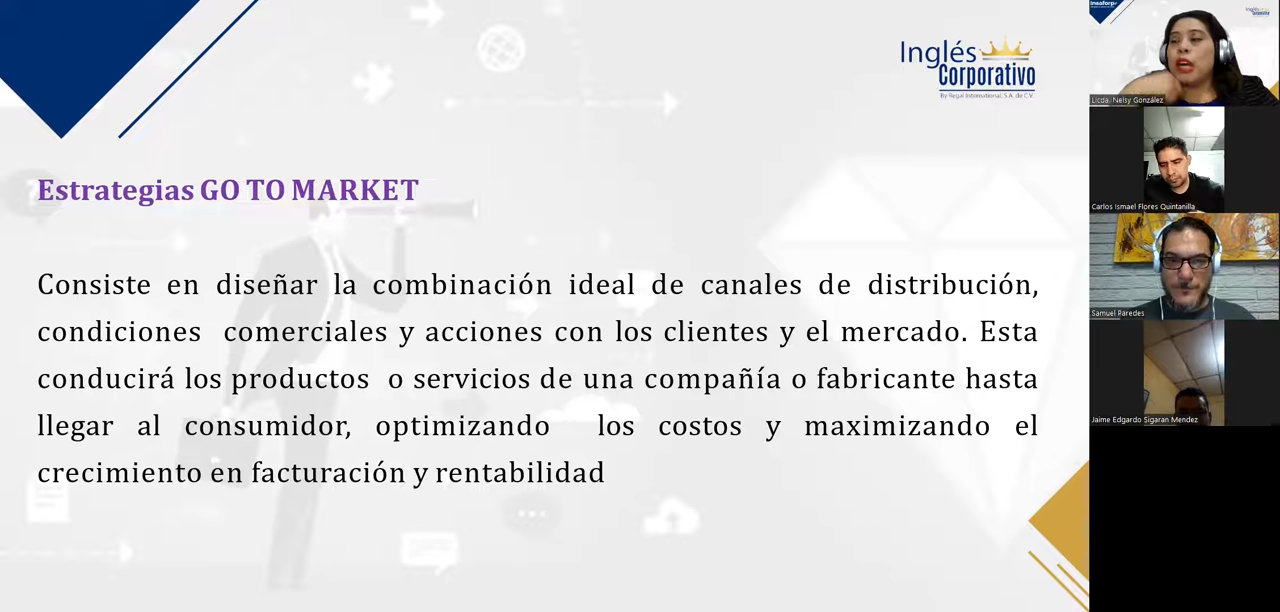 Inglés
Corporativo
By Regal International, S.A. de C.V.
Estrategias GO TO MARKET
Consiste en diseñar la combinación ideal de canales de distribución,
condiciones comerciales y acciones con los clientes y el mercado. Esta
conducirá los productos o servicios de una compañía o fabricante hasta
llegar al consumidor, optimizando los costos y maximizando el
crecimiento en facturación y rentabilidad
Insaforp
Licda. Nelsy González
Carlos Ismael Flores Quintanilla
Samuel Paredes
Jaime Edgardo Sigaran Mendez